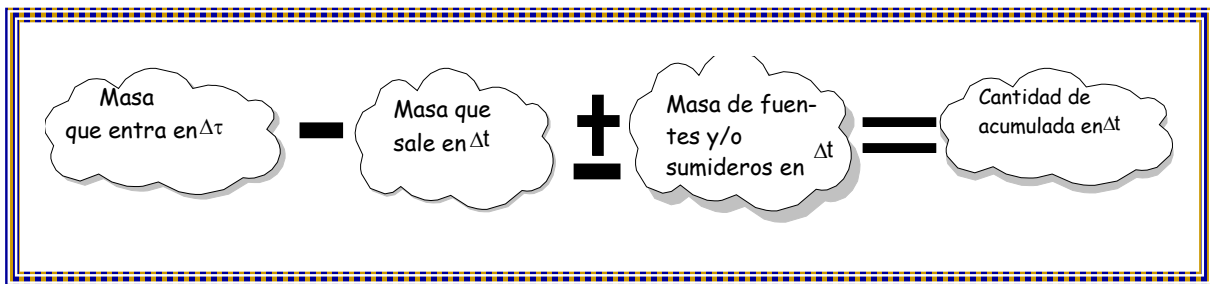 Masa
que entra en Δτ
−
Masa que
sale en Δt
±
Masa de fuen-
tes y/o
sumideros en Δt
=
Cantidad de
acumulada en Δt